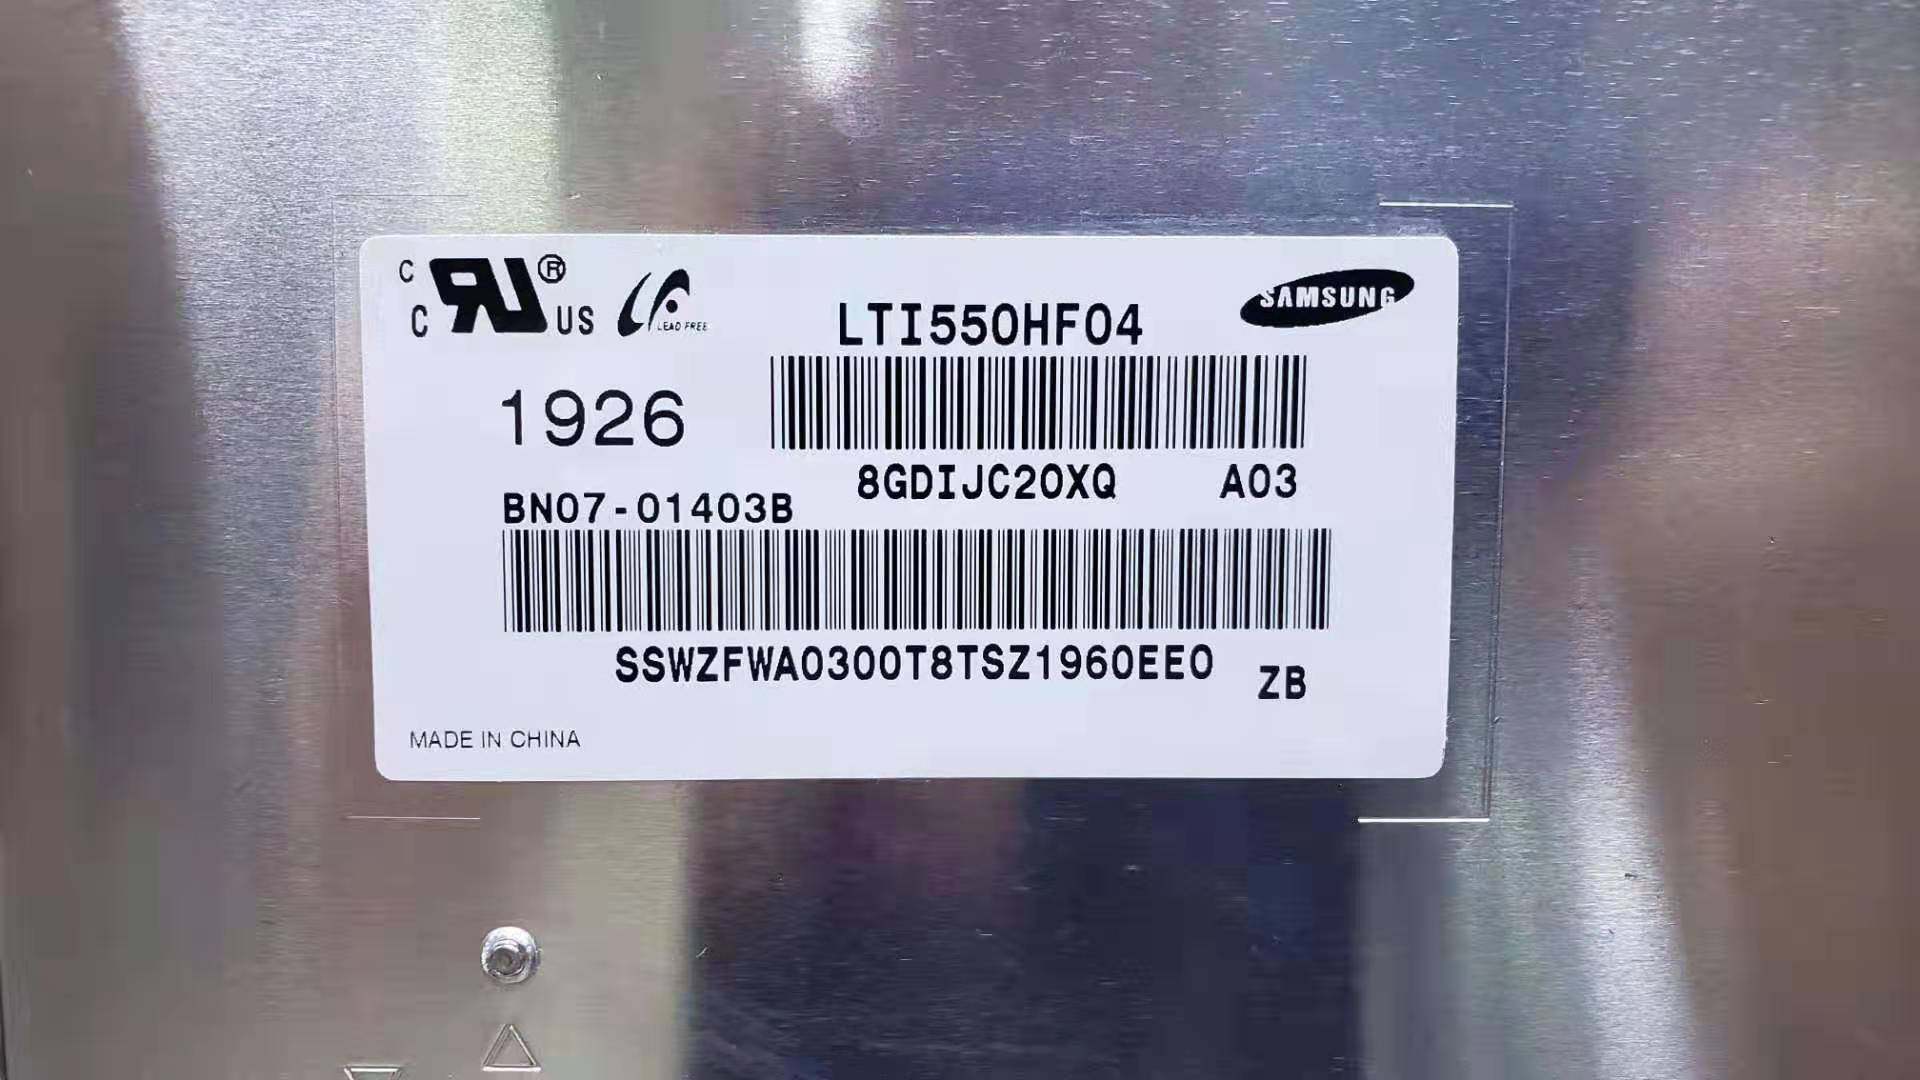 C
C
®
US
LEAD FREE
SAMSUNG
LTI550HF04
1926
8GDIJC20XQ A03
BN07-01403B
SSWZFWA0300T8TSZ1960EE0
ZB
MADE IN CHINA